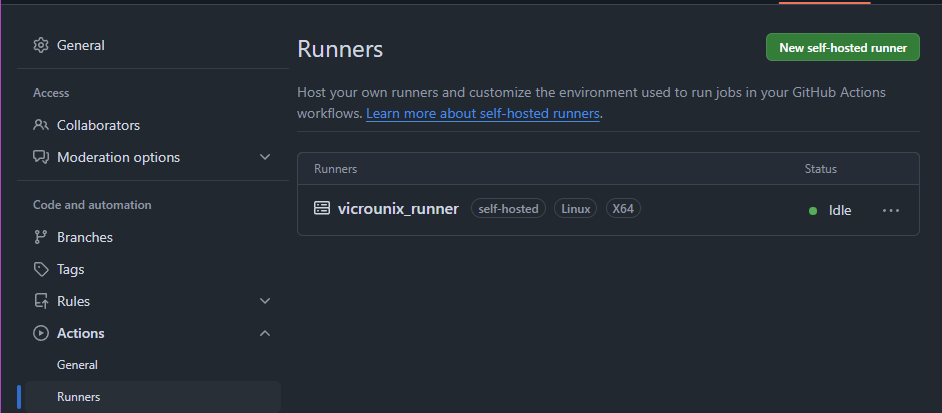 General
Access
Collaborators
Moderation options
Code and automation
Branches
Tags
Rules
Actions
General
Runners
Runners
New self-hosted runner
Host your own runners and customize the environment used to run jobs in your GitHub Actions
workflows. Learn more about self-hosted runners.
Runners Status
vicrounix_runner self-hosted Linux X64 Idle